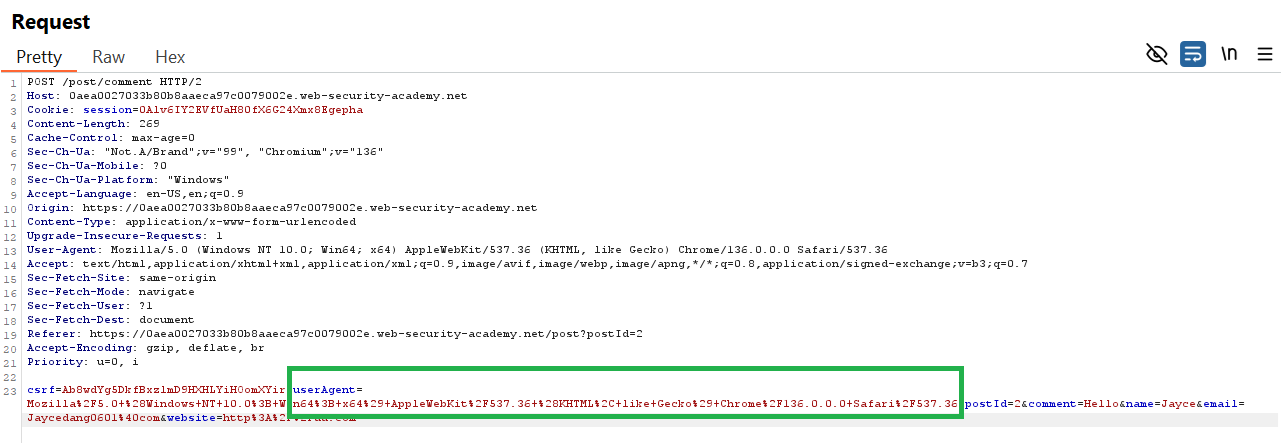 Request
Pretty Raw Hex \n
1 POST /post/comment HTTP/2
2 Host: 0aea0027033b80b8aaeca97c0079002e.web-security-academy.net
3 Cookie: session=0Alv6IY2EVfUaH80fX6G24Xmx8Egepha
4 Content-Length: 269
5 Cache-Control: max-age=0
6 Sec-Ch-Ua: "Not.A/Brand";v="99", "Chromium";v="136"
7 Sec-Ch-Ua-Mobile: ?0
8 Sec-Ch-Ua-Platform: "Windows"
9 Accept-Language: en-US,en;q=0.9
10 Origin: https://0aea0027033b80b8aaeca97c0079002e.web-security-academy.net
11 Content-Type: application/x-www-form-urlencoded
12 Upgrade-Insecure-Requests: 1
13 User-Agent: Mozilla/5.0 (Windows NT 10.0; Win64; x64) AppleWebKit/537.36 (KHTML, like Gecko) Chrome/136.0.0.0 Safari/537.36
14 Accept: text/html,application/xhtml+xml,application/xml;q=0.9,image/avif,image/webp,image/apng,*/*;q=0.8,application/signed-exchange;v=b3;q=0.7
15 Sec-Fetch-Site: same-origin
16 Sec-Fetch-Mode: navigate
17 Sec-Fetch-User: ?1
18 Sec-Fetch-Dest: document
19 Referer: https://0aea0027033b80b8aaeca97c0079002e.web-security-academy.net/post?postId=2
20 Accept-Encoding: gzip, deflate, br
21 Priority: u=0, i
22
23 csrf=Ab8wdYg5DkfBxzlmD9HXHLYiH0omXYir userAgent=
Mozilla%2F5.0+%28Windows+NT+10.0%3B+Win64%3B+x64%29+AppleWebKit%2F537.36+%28KHTML%2C+like+Gecko%29+Chrome%2F136.0.0.0+Safari%2F537.36 postId=2&comment=Hello&name=Jayce&email=
Jaycedang0601%40com&website=http%3A%2F%2F